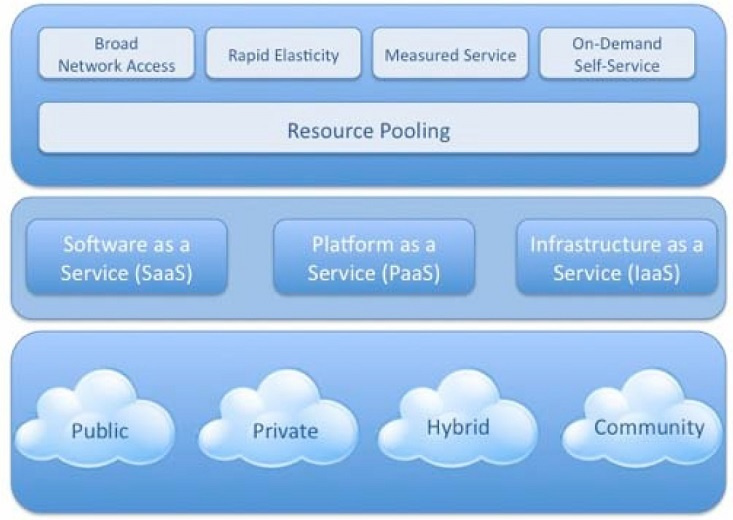 Broad
Network Access
Rapid Elasticity
Measured Service
On-Demand
Self-Service
Resource Pooling
Software as a
Service (SaaS)
Platform as a
Service (PaaS)
Infrastructure as a
Service (IaaS)
Public
Private
Hybrid
Community